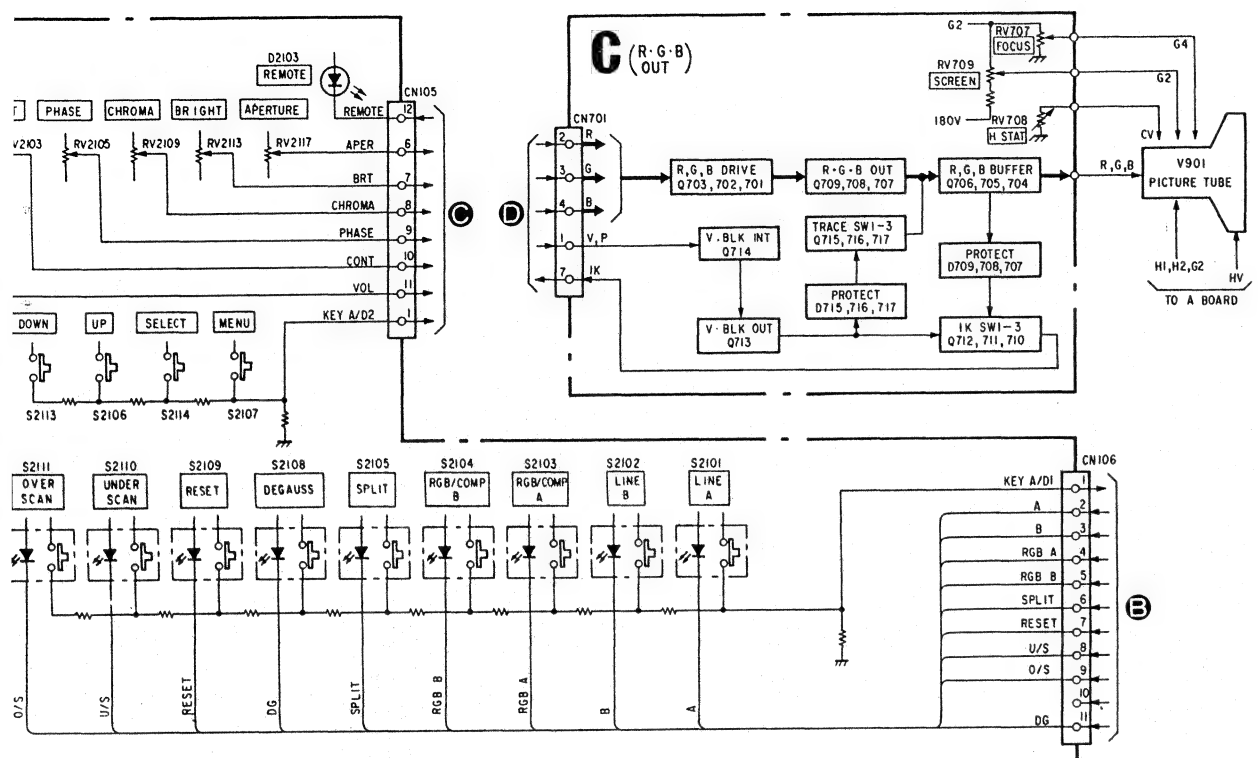 D2103
REMOTE
CN105
PHASE
CHROMA
BRIGHT
APERTURE
REMOTE
12
V2103
RV2105
RV2109
RV2113
RV2117
APER
6
BRT
7
CHROMA
8
PHASE
9
CONT
10
VOL
11
KEY A/D2
1
C
DOWN
UP
SELECT
MENU
S2113
S2106
S2114
S2107
C (R·G·B OUT)
G2
RV707
FOCUS
G4
RV709
SCREEN
G2
180V
RV708
H STAT
CV
CN701
2
R
3
G
4
B
1
V,P
7
IK
D
R,G,B DRIVE
Q703,702,701
R·G·B OUT
Q709,708,707
R,G,B BUFFER
Q706,705,704
R,G,B
V901
PICTURE TUBE
V·BLK INT
Q714
TRACE SW1-3
Q715,716,717
PROTECT
D709,708,707
PROTECT
D715,716,717
V·BLK OUT
Q713
IK SW1-3
Q712,711,710
H1,H2,G2
HV
TO A BOARD
S2111
OVER
SCAN
S2110
UNDER
SCAN
S2109
RESET
S2108
DEGAUSS
S2105
SPLIT
S2104
RGB/COMP
B
S2103
RGB/COMP
A
S2102
LINE
B
S2101
LINE
A
CN106
KEY A/D1
1
A
2
B
3
RGB A
4
RGB B
5
SPLIT
6
RESET
7
U/S
8
O/S
9
10
DG
11
B
O/S
U/S
RESET
DG
SPLIT
RGB B
RGB A
B
A